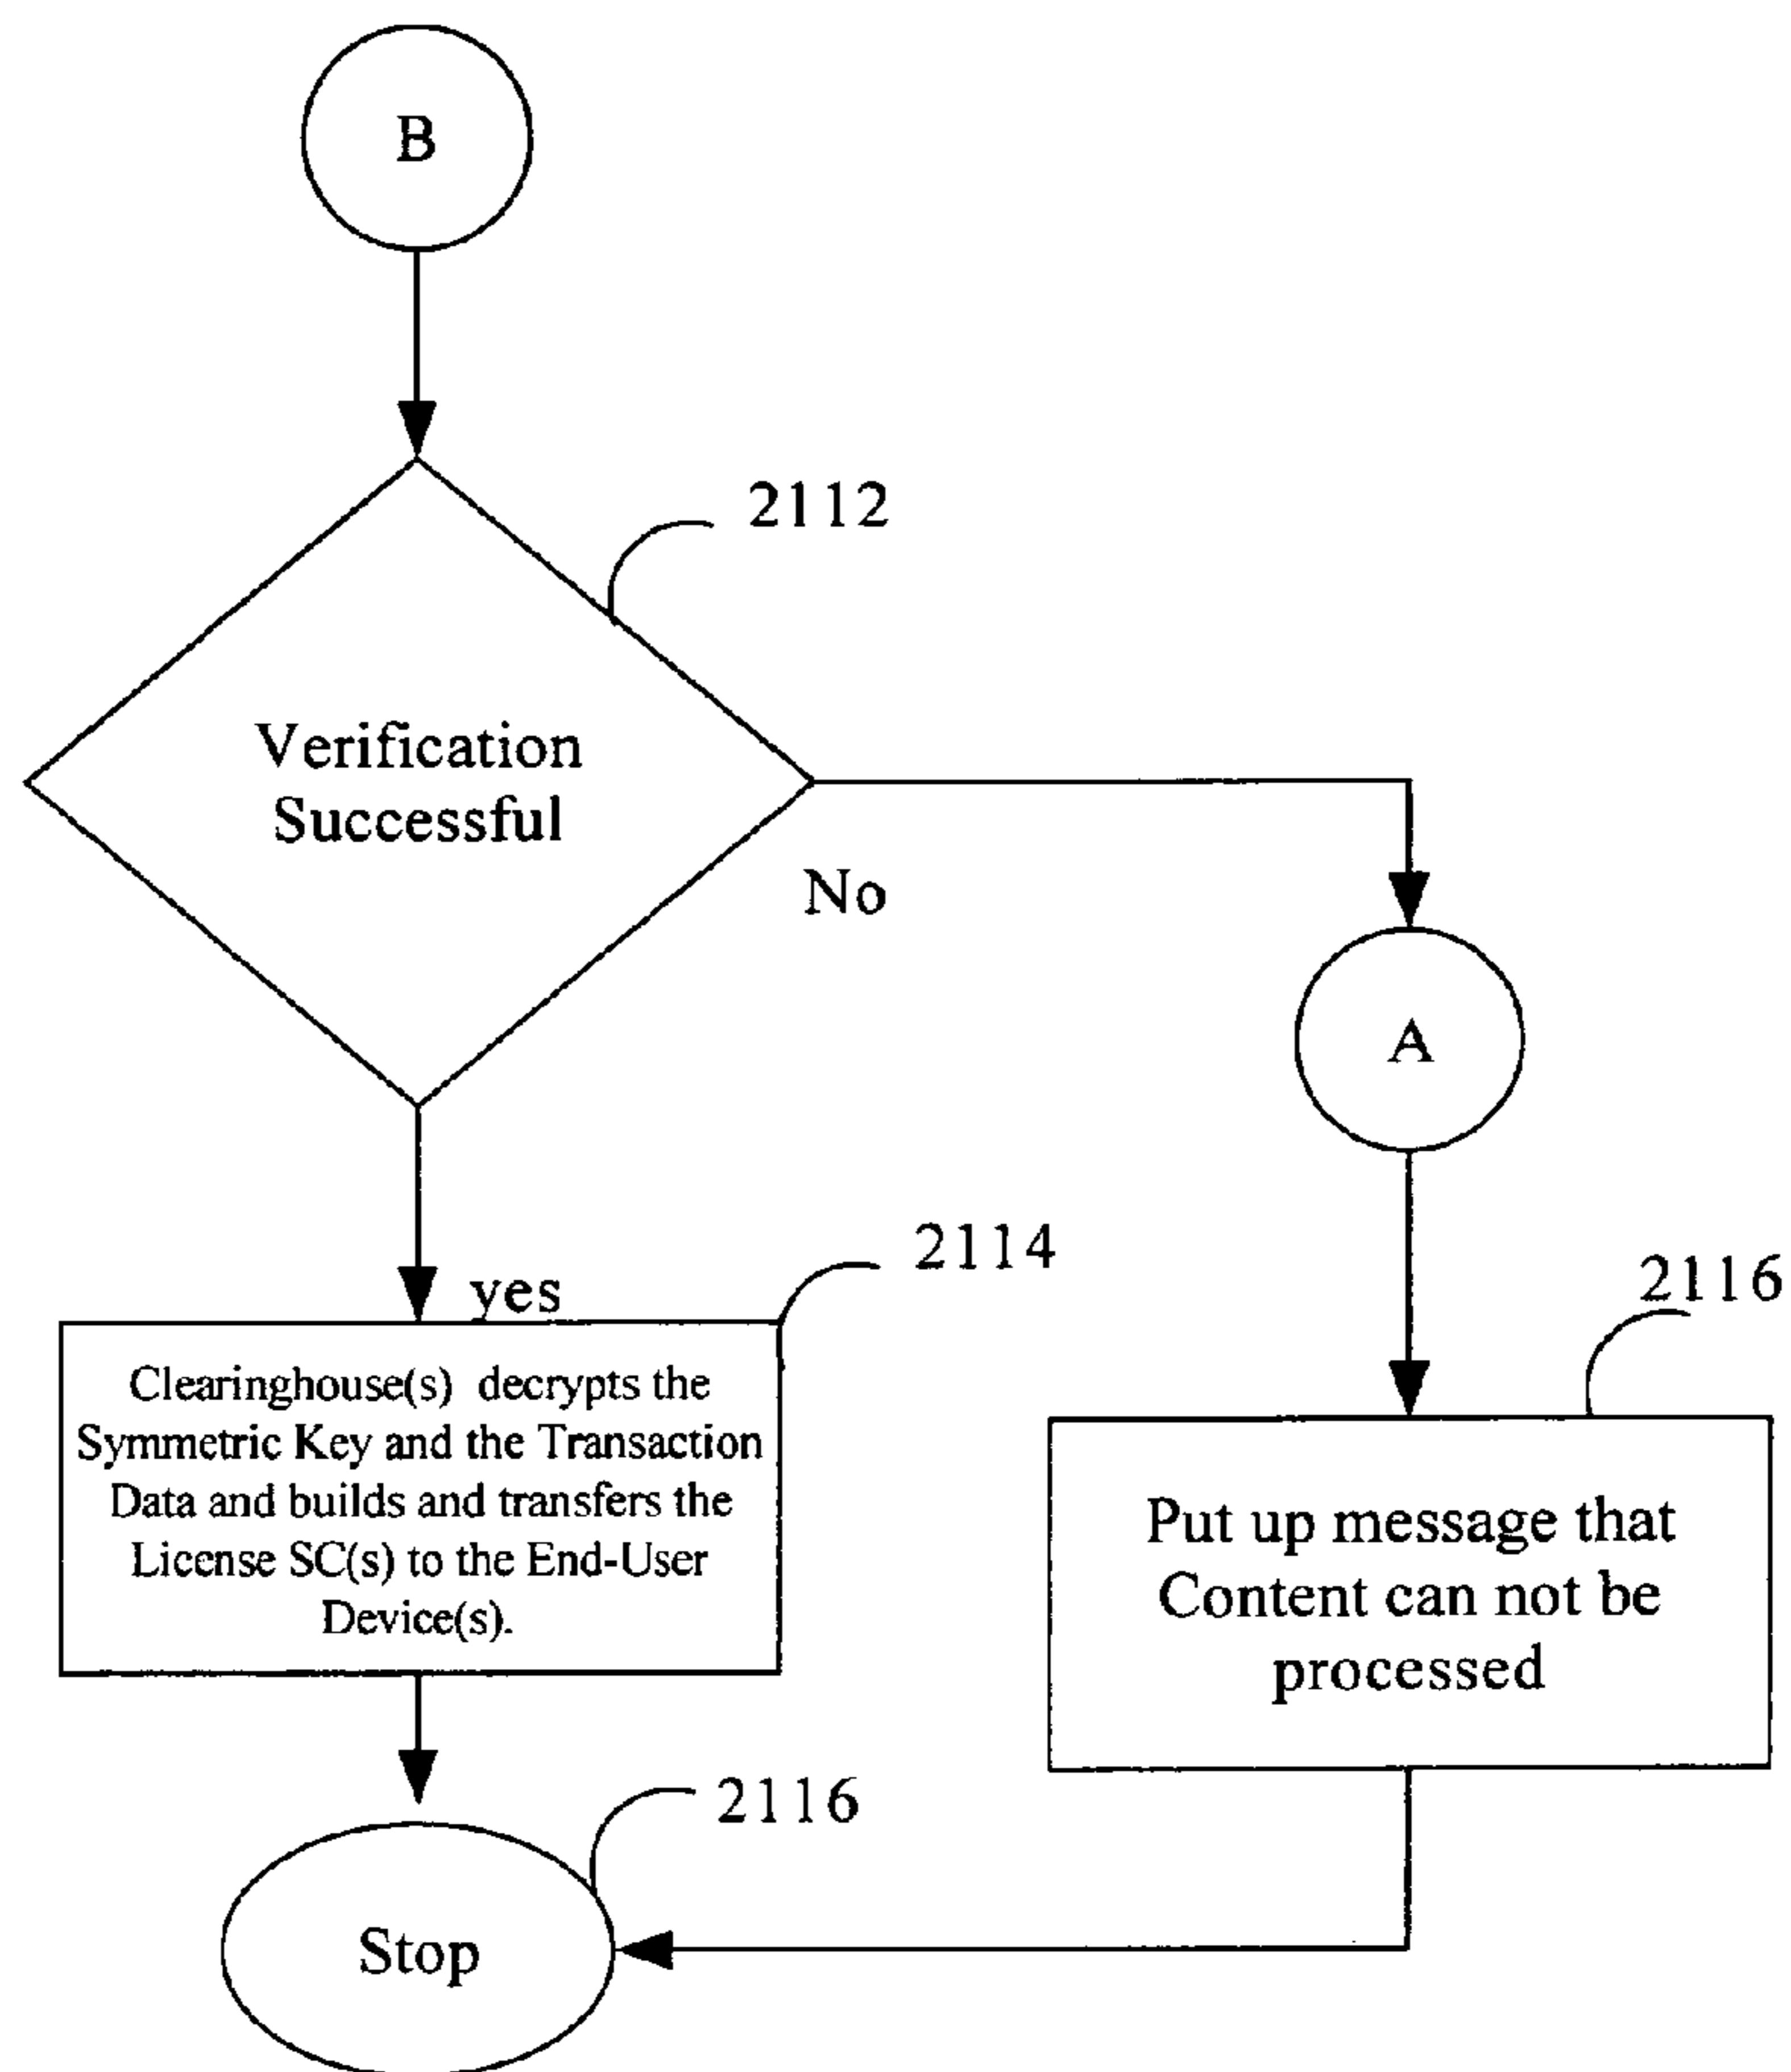 B
2112
Verification
Successful
No
A
yes
2114
2116
Clearinghouse(s) decrypts the
Symmetric Key and the Transaction
Data and builds and transfers the
License SC(s) to the End-User
Device(s).
Put up message that
Content can not be
processed
2116
Stop